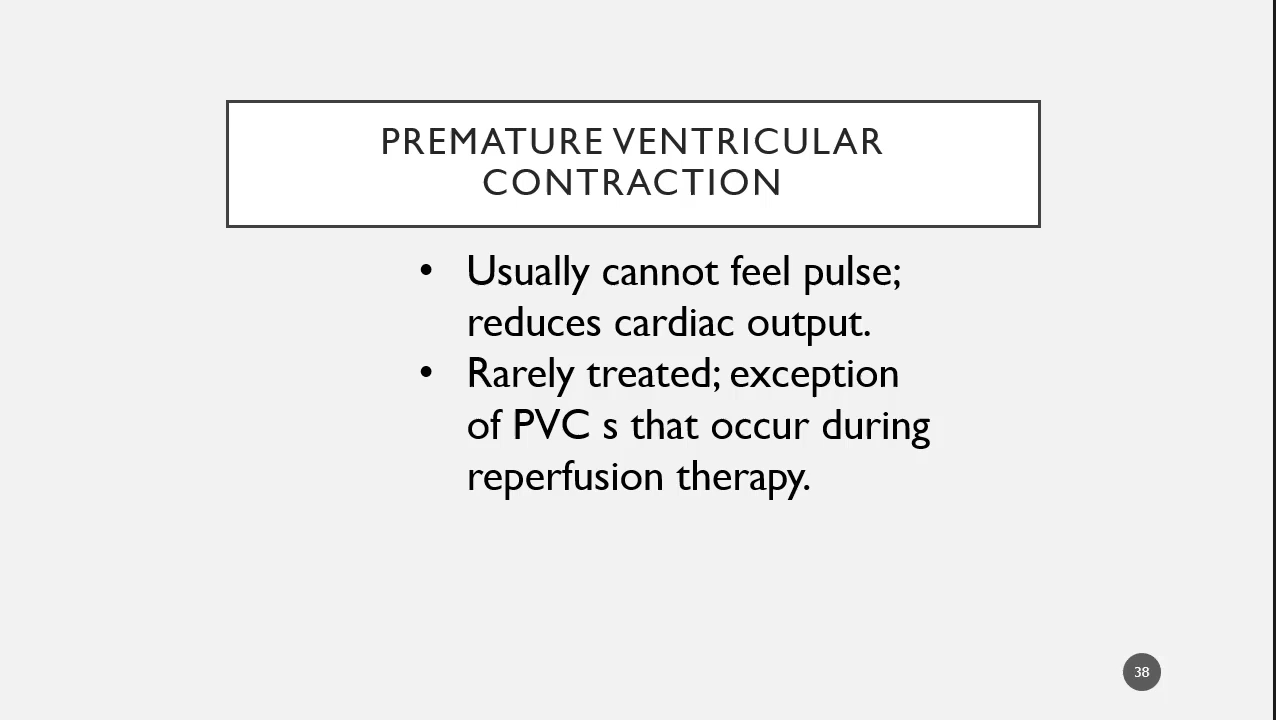 PREMATURE VENTRICULAR
CONTRACTION
• Usually cannot feel pulse;
reduces cardiac output.
• Rarely treated; exception
of PVC s that occur during
reperfusion therapy.
38